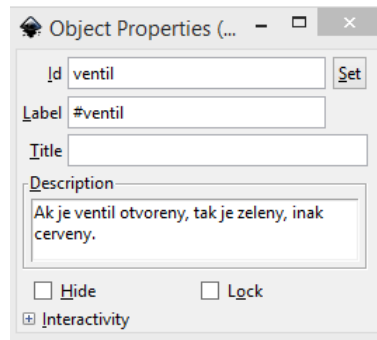 Object Properties (...
Id ventil Set
Label #ventil
Title
Description
Ak je ventil otvoreny, tak je zeleny, inak
cerveny.
Hide Lock
Interactivity